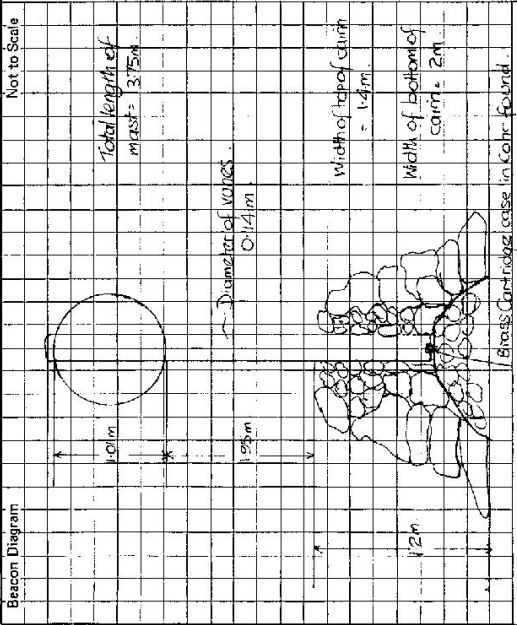 Beacon Diagram
Not to Scale
Total length of
mast = 3.75m
1.01m
Diameter of vanes
0.14m
1.95m
Width of top of cairn
= 1.4m
Width of bottom of
cairn = 2m
1.2m
Brass Cartridge case in conc found